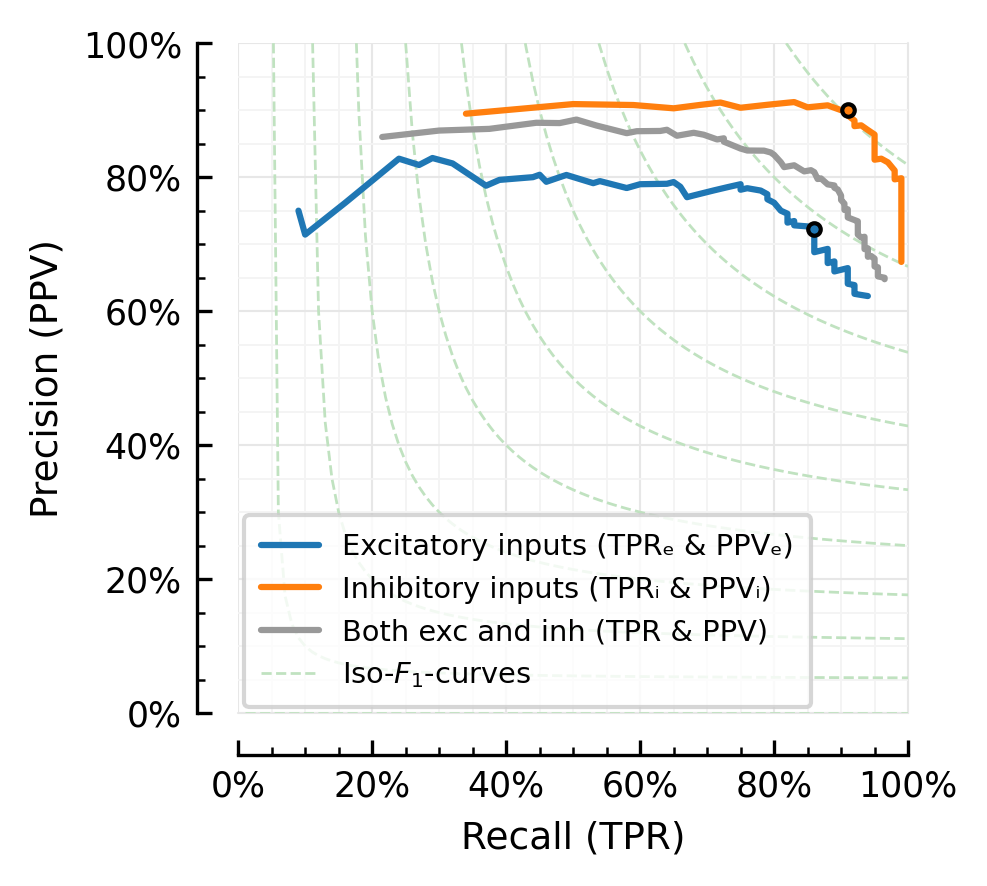 100%
80%
60%
40%
20%
0%
Precision (PPV)
Excitatory inputs (TPRₑ & PPVₑ)
Inhibitory inputs (TPRᵢ & PPVᵢ)
Both exc and inh (TPR & PPV)
Iso-F₁-curves
0% 20% 40% 60% 80% 100%
Recall (TPR)